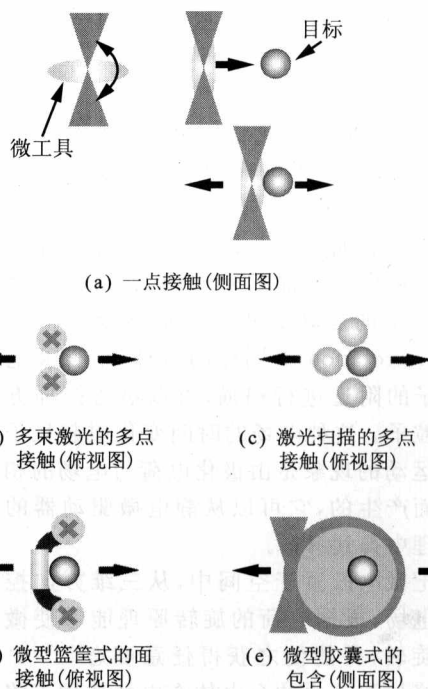 目标
微工具
(a) 一点接触(侧面图)
) 多束激光的多点
接触(俯视图)
(c) 激光扫描的多点
接触(俯视图)
) 微型篮筐式的面
接触(俯视图)
(e) 微型胶囊式的
包含(侧面图)